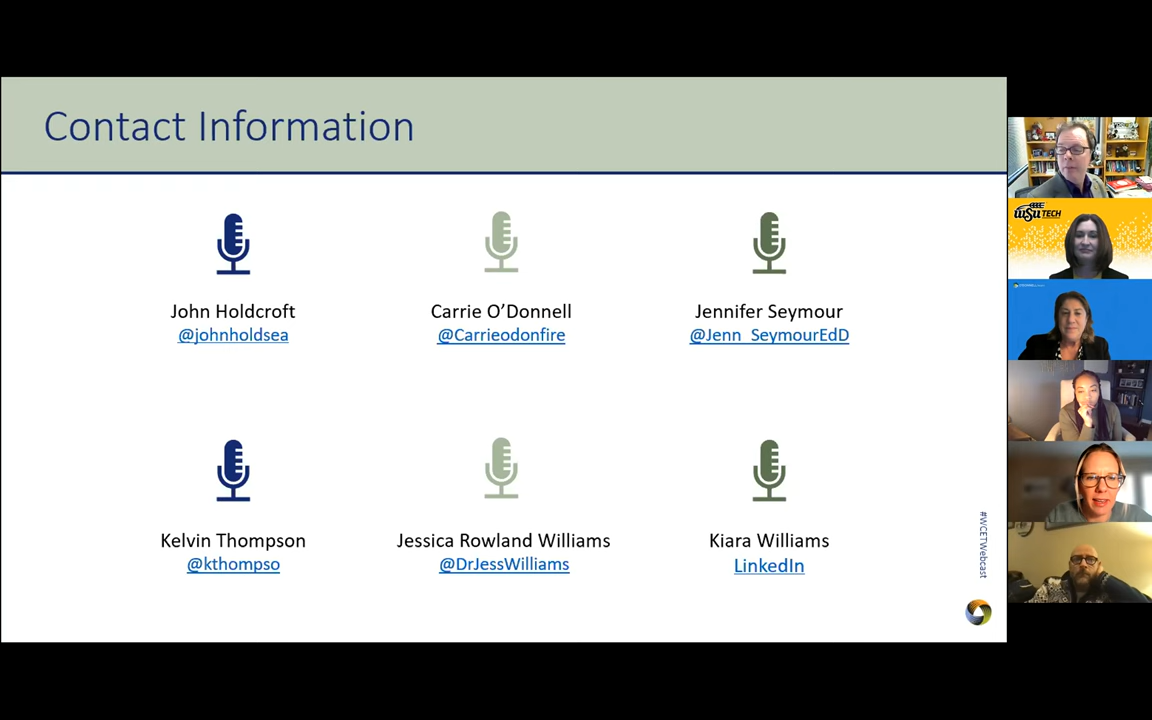 Contact Information
John Holdcroft
@johnholdsea
Carrie O’Donnell
@Carrieodonfire
Jennifer Seymour
@Jenn_SeymourEdD
Kelvin Thompson
@kthompso
Jessica Rowland Williams
@DrJessWilliams
Kiara Williams
LinkedIn
#WCETWebcast
WSU TECH